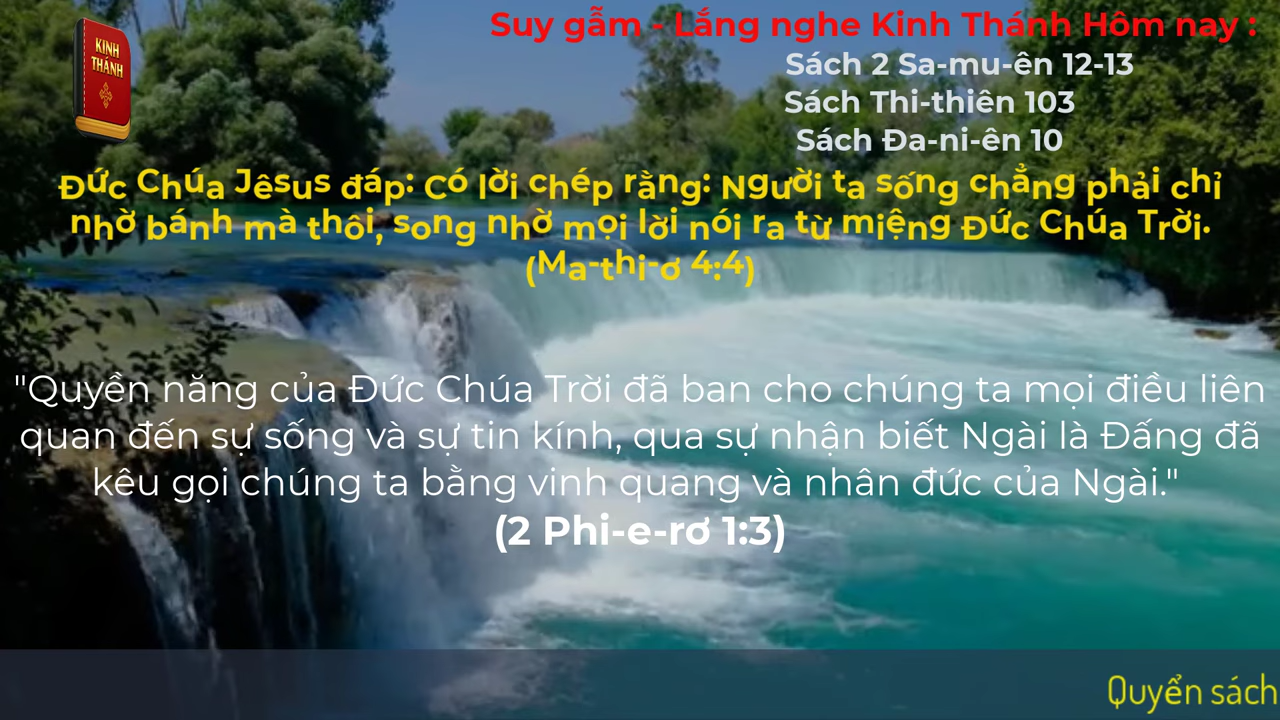 KINH
THÁNH
Suy gẫm - Lắng nghe Kinh Thánh Hôm nay :
Sách 2 Sa-mu-ên 12-13
Sách Thi-thiên 103
Sách Đa-ni-ên 10
Đức Chúa Jêsus đáp: Có lời chép rằng: Người ta sống chẳng phải chỉ
nhờ bánh mà thôi, song nhờ mọi lời nói ra từ miệng Đức Chúa Trời.
(Ma-thi-ơ 4:4)
"Quyền năng của Đức Chúa Trời đã ban cho chúng ta mọi điều liên
quan đến sự sống và sự tin kính, qua sự nhận biết Ngài là Đấng đã
kêu gọi chúng ta bằng vinh quang và nhân đức của Ngài."
(2 Phi-e-rơ 1:3)
Quyển sách